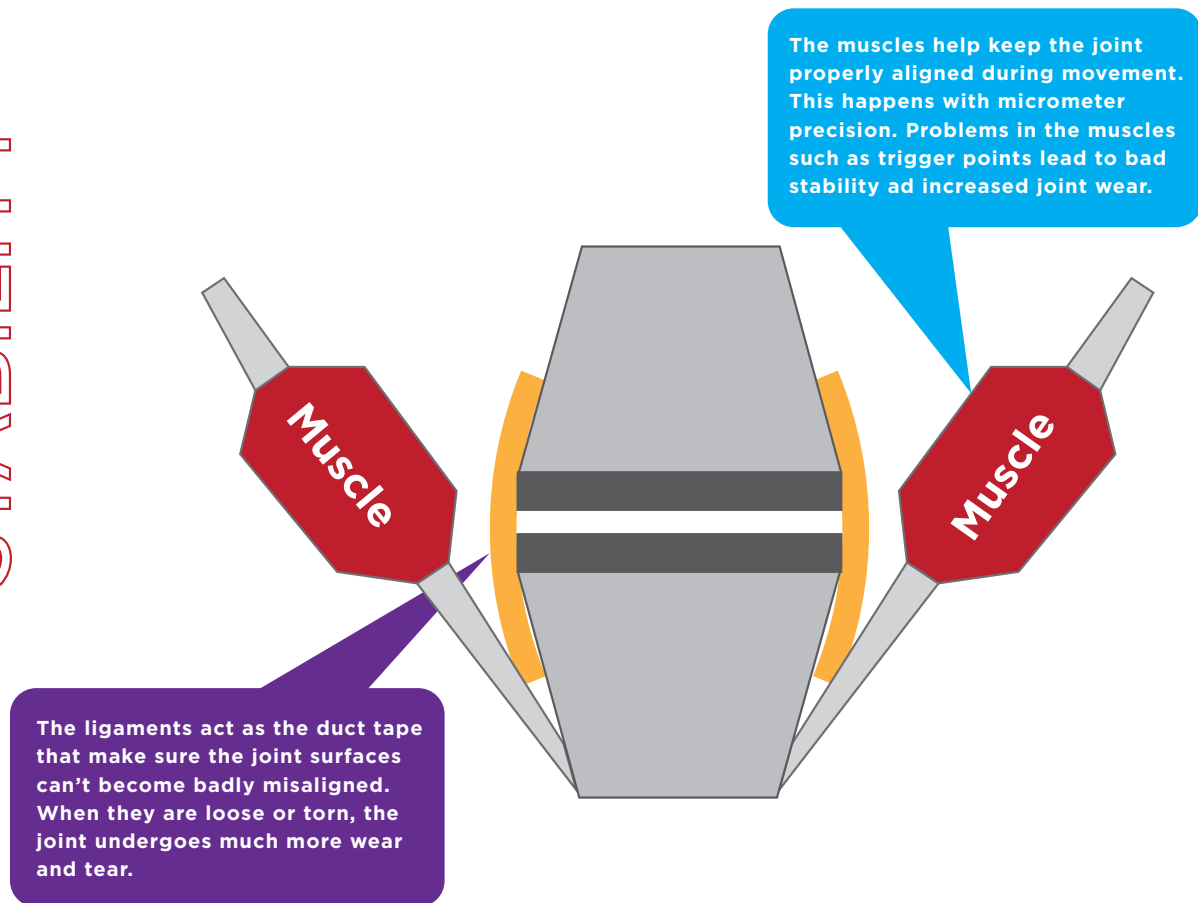 The muscles help keep the joint
properly aligned during movement.
This happens with micrometer
precision. Problems in the muscles
such as trigger points lead to bad
stability ad increased joint wear.
Muscle
Muscle
The ligaments act as the duct tape
that make sure the joint surfaces
can't become badly misaligned.
When they are loose or torn, the
joint undergoes much more wear
and tear.